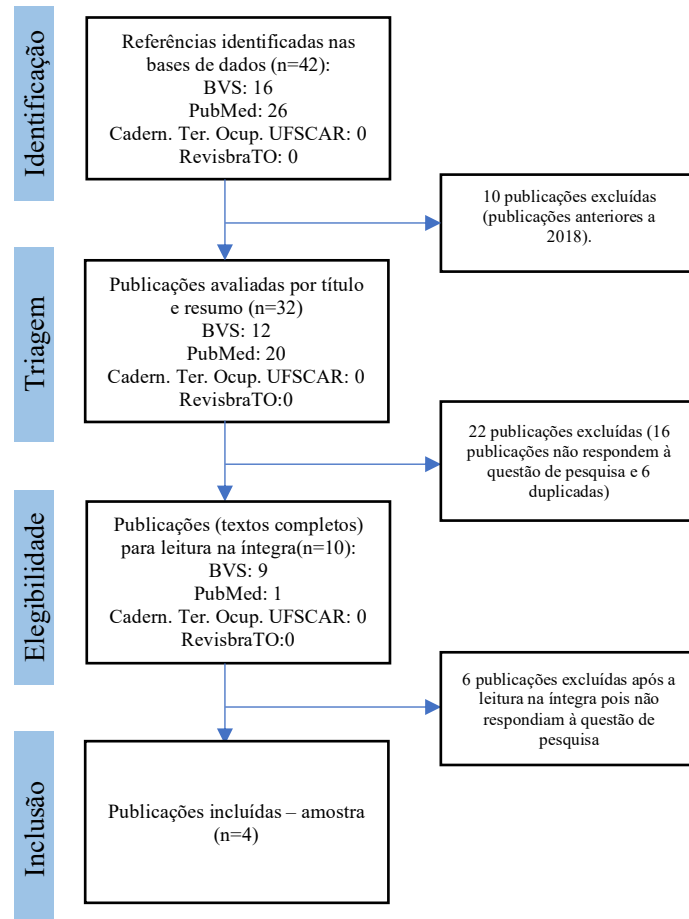 Identificação
Referências identificadas nas
bases de dados (n=42):
BVS: 16
PubMed: 26
Cadern. Ter. Ocup. UFSCAR: 0
RevisbraTO: 0
10 publicações excluídas
(publicações anteriores a
2018).
Triagem
Publicações avaliadas por título
e resumo (n=32)
BVS: 12
PubMed: 20
Cadern. Ter. Ocup. UFSCAR: 0
RevisbraTO:0
22 publicações excluídas (16
publicações não respondem à
questão de pesquisa e 6
duplicadas)
Elegibilidade
Publicações (textos completos)
para leitura na íntegra(n=10):
BVS: 9
PubMed: 1
Cadern. Ter. Ocup. UFSCAR: 0
RevisbraTO:0
6 publicações excluídas após a
leitura na íntegra pois não
respondiam à questão de
pesquisa
Inclusão
Publicações incluídas – amostra
(n=4)